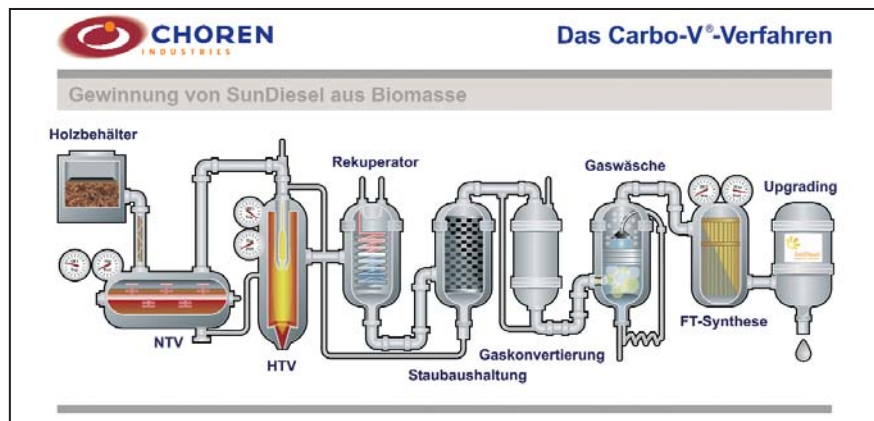 CHOREN
INDUSTRIES
Das Carbo-V®-Verfahren
Gewinnung von SunDiesel aus Biomasse
Holzbehälter
Rekuperator
Gaswäsche
Upgrading
NTV
HTV
Staubaushaltung
Gaskonvertierung
FT-Synthese